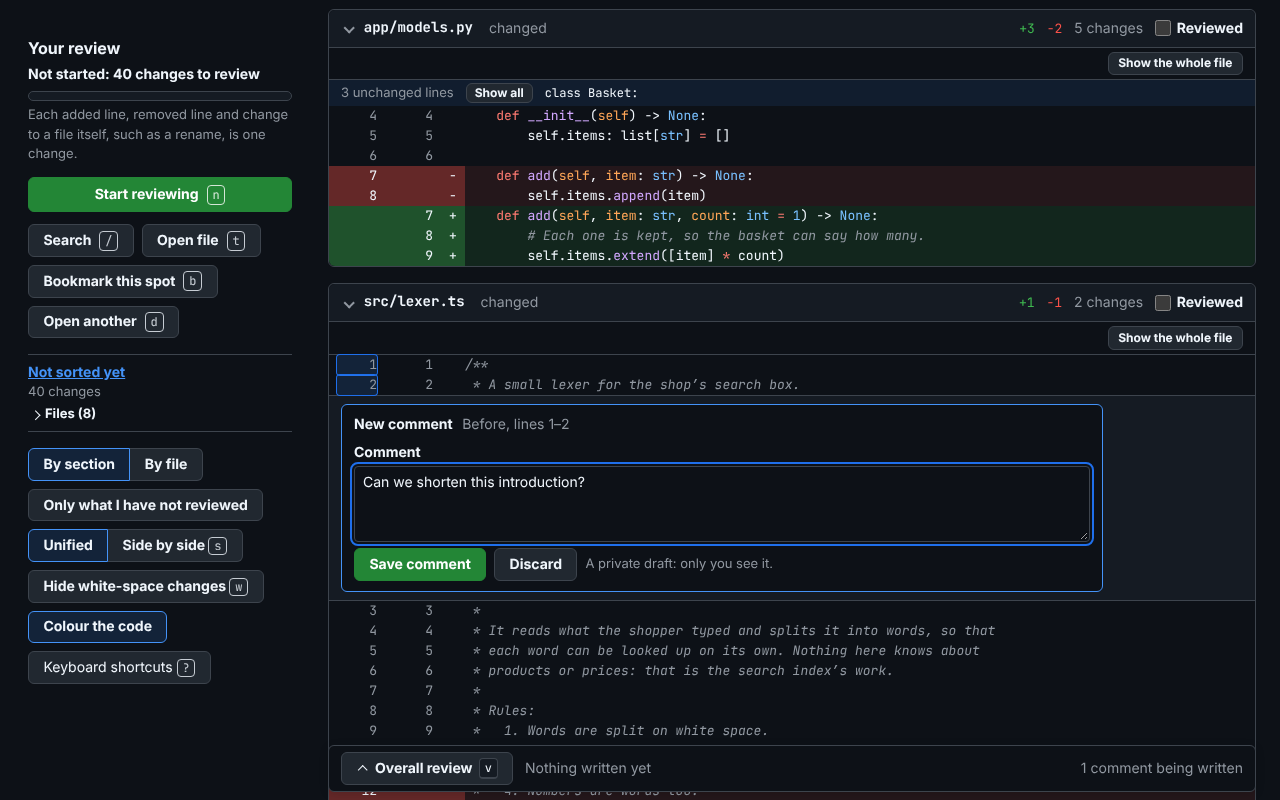 Your review
Not started: 40 changes to review
Each added line, removed line and change
to a file itself, such as a rename, is one
change.
Start reviewing n
Search / Open file t
Bookmark this spot b
Open another d
Not sorted yet
40 changes
Files (8)
By section By file
Only what I have not reviewed
Unified Side by side s
Hide white-space changes w
Colour the code
Keyboard shortcuts ?
app/models.py changed +3 -2 5 changes Reviewed
Show the whole file
3 unchanged lines Show all class Basket:
4 4 def __init__(self) -> None:
5 5 self.items: list[str] = []
6 6
7 - def add(self, item: str) -> None:
8 - self.items.append(item)
7 + def add(self, item: str, count: int = 1) -> None:
8 + # Each one is kept, so the basket can say how many.
9 + self.items.extend([item] * count)
src/lexer.ts changed +1 -1 2 changes Reviewed
Show the whole file
1 1 /**
2 2 * A small lexer for the shop’s search box.
New comment Before, lines 1–2
Comment
Can we shorten this introduction?
Save comment Discard A private draft: only you see it.
3 3 *
4 4 * It reads what the shopper typed and splits it into words, so that
5 5 * each word can be looked up on its own. Nothing here knows about
6 6 * products or prices: that is the search index’s work.
7 7 *
8 8 * Rules:
9 9 * 1. Words are split on white space.
Overall review v Nothing written yet 1 comment being written
12 * 4. Numbers are words too.